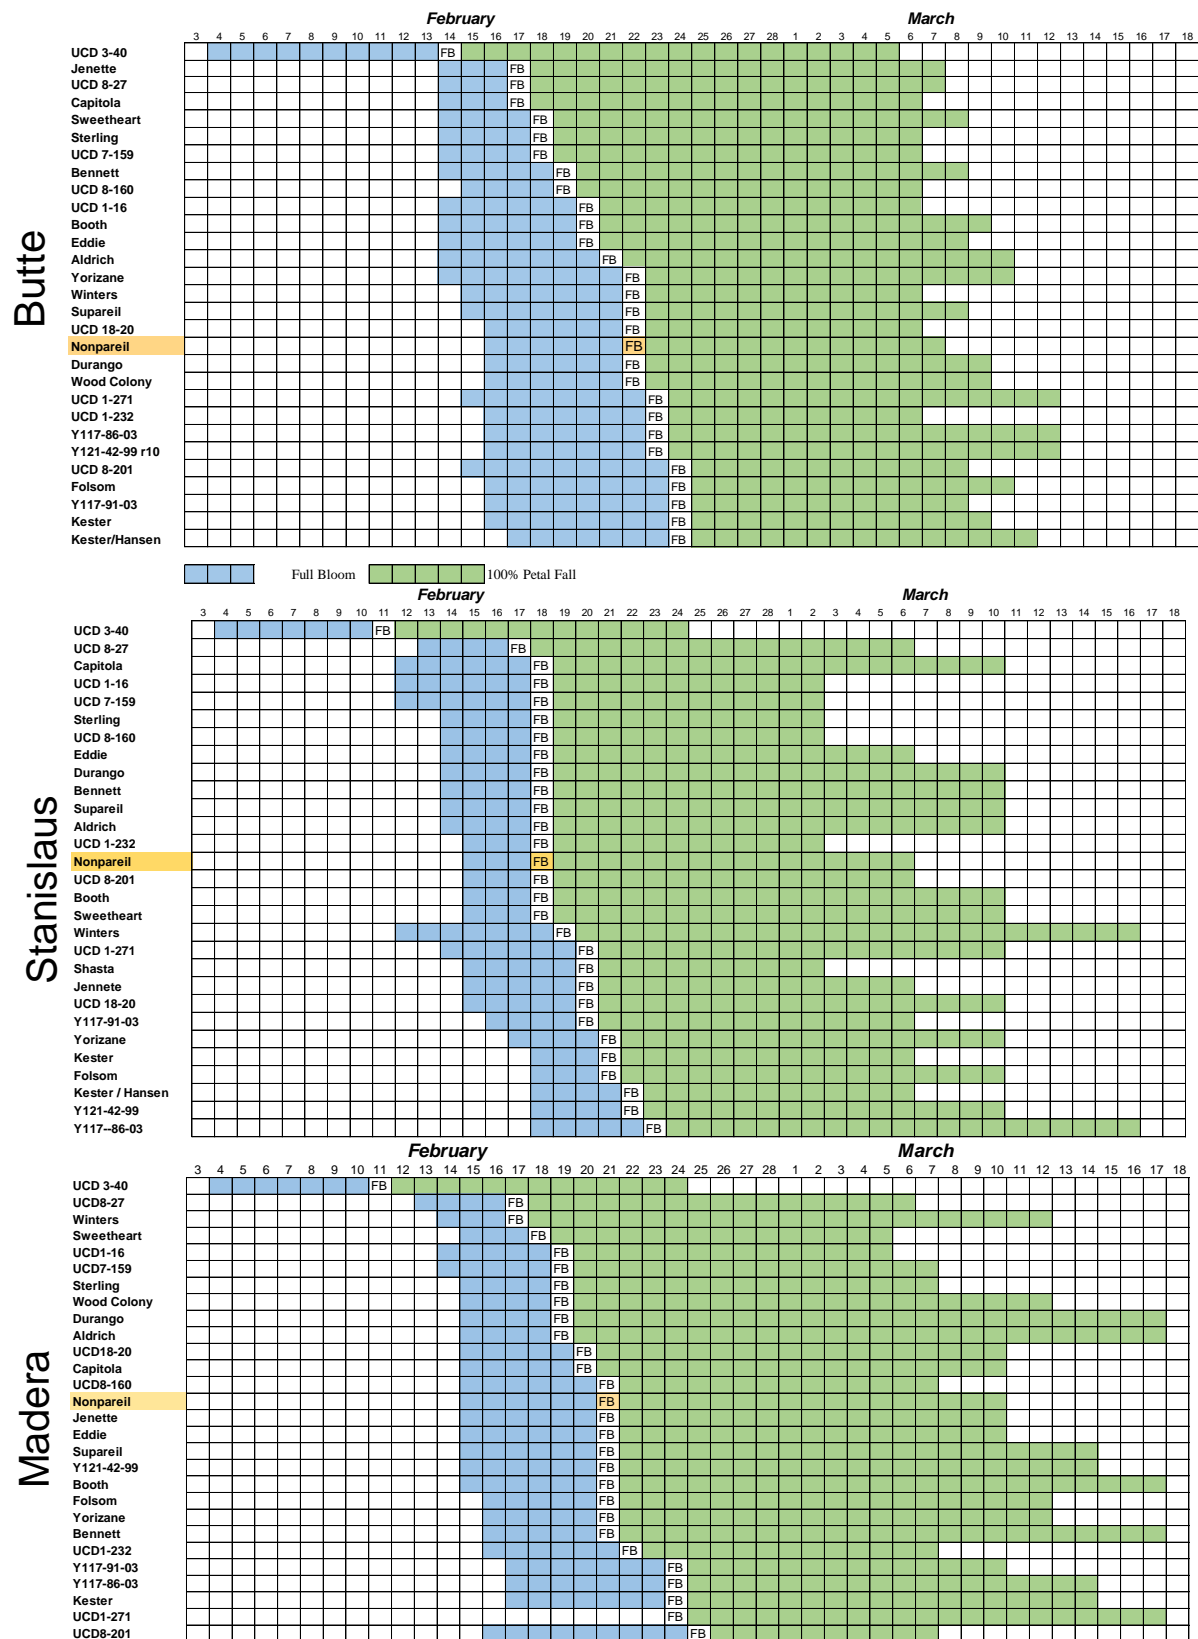 February March
3 4 5 6 7 8 9 10 11 12 13 14 15 16 17 18 19 20 21 22 23 24 25 26 27 28 1 2 3 4 5 6 7 8 9 10 11 12 13 14 15 16 17 18
Butte
UCD 3-40 FB
Jenette FB
UCD 8-27 FB
Capitola FB
Sweetheart FB
Sterling FB
UCD 7-159 FB
Bennett FB
UCD 8-160 FB
UCD 1-16 FB
Booth FB
Eddie FB
Aldrich FB
Yorizane FB
Winters FB
Supareil FB
UCD 18-20 FB
Nonpareil FB
Durango FB
Wood Colony FB
UCD 1-271 FB
UCD 1-232 FB
Y117-86-03 FB
Y121-42-99 r10 FB
UCD 8-201 FB
Folsom FB
Y117-91-03 FB
Kester FB
Kester/Hansen FB
Full Bloom 100% Petal Fall
February March
3 4 5 6 7 8 9 10 11 12 13 14 15 16 17 18 19 20 21 22 23 24 25 26 27 28 1 2 3 4 5 6 7 8 9 10 11 12 13 14 15 16 17 18
Stanislaus
UCD 3-40 FB
UCD 8-27 FB
Capitola FB
UCD 1-16 FB
UCD 7-159 FB
Sterling FB
UCD 8-160 FB
Eddie FB
Durango FB
Bennett FB
Supareil FB
Aldrich FB
UCD 1-232 FB
Nonpareil FB
UCD 8-201 FB
Booth FB
Sweetheart FB
Winters FB
UCD 1-271 FB
Shasta FB
Jennete FB
UCD 18-20 FB
Y117-91-03 FB
Yorizane FB
Kester FB
Folsom FB
Kester / Hansen FB
Y121-42-99 FB
Y117--86-03 FB
February March
3 4 5 6 7 8 9 10 11 12 13 14 15 16 17 18 19 20 21 22 23 24 25 26 27 28 1 2 3 4 5 6 7 8 9 10 11 12 13 14 15 16 17 18
Madera
UCD 3-40 FB
UCD8-27 FB
Winters FB
Sweetheart FB
UCD1-16 FB
UCD7-159 FB
Sterling FB
Wood Colony FB
Durango FB
Aldrich FB
UCD18-20 FB
Capitola FB
UCD8-160 FB
Nonpareil FB
Jenette FB
Eddie FB
Supareil FB
Y121-42-99 FB
Booth FB
Folsom FB
Yorizane FB
Bennett FB
UCD1-232 FB
Y117-91-03 FB
Y117-86-03 FB
Kester FB
UCD1-271 FB
UCD8-201 FB